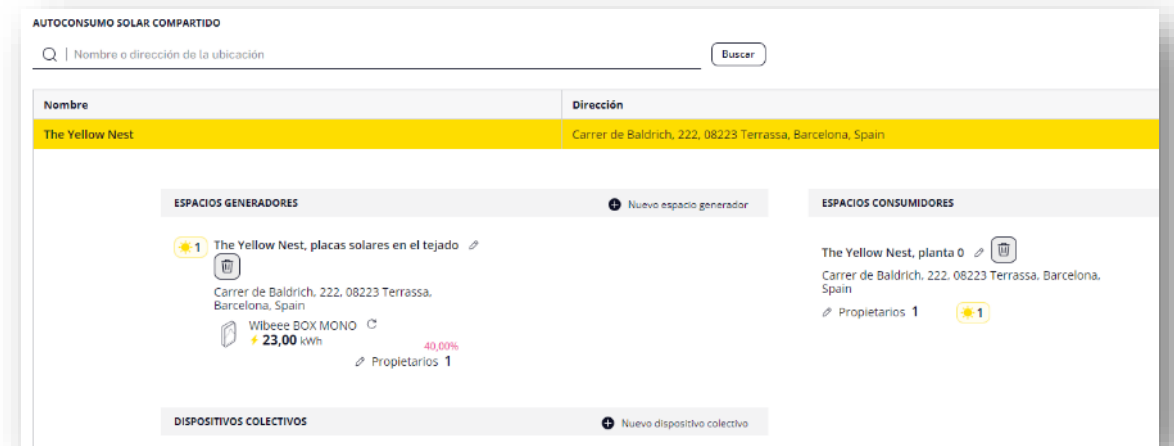 AUTOCONSUMO SOLAR COMPARTIDO
Nombre o dirección de la ubicación
Buscar
Nombre
Dirección
The Yellow Nest
Carrer de Baldrich, 222, 08223 Terrassa, Barcelona, Spain
ESPACIOS GENERADORES
Nuevo espacio generador
1
The Yellow Nest, placas solares en el tejado
Carrer de Baldrich, 222, 08223 Terrassa,
Barcelona, Spain
Wibeee BOX MONO
23,00 kWh
40,00%
Propietarios 1
DISPOSITIVOS COLECTIVOS
Nuevo dispositivo colectivo
ESPACIOS CONSUMIDORES
The Yellow Nest, planta 0
Carrer de Baldrich, 222, 08223 Terrassa, Barcelona,
Spain
Propietarios 1
1